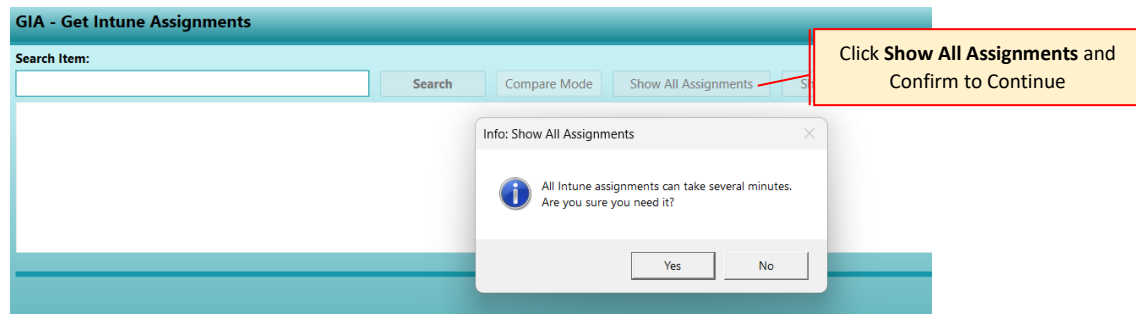 GIA - Get Intune Assignments
Search Item:
Search
Compare Mode
Show All Assignments
Click Show All Assignments and
Confirm to Continue
Info: Show All Assignments
All Intune assignments can take several minutes.
Are you sure you need it?
Yes
No